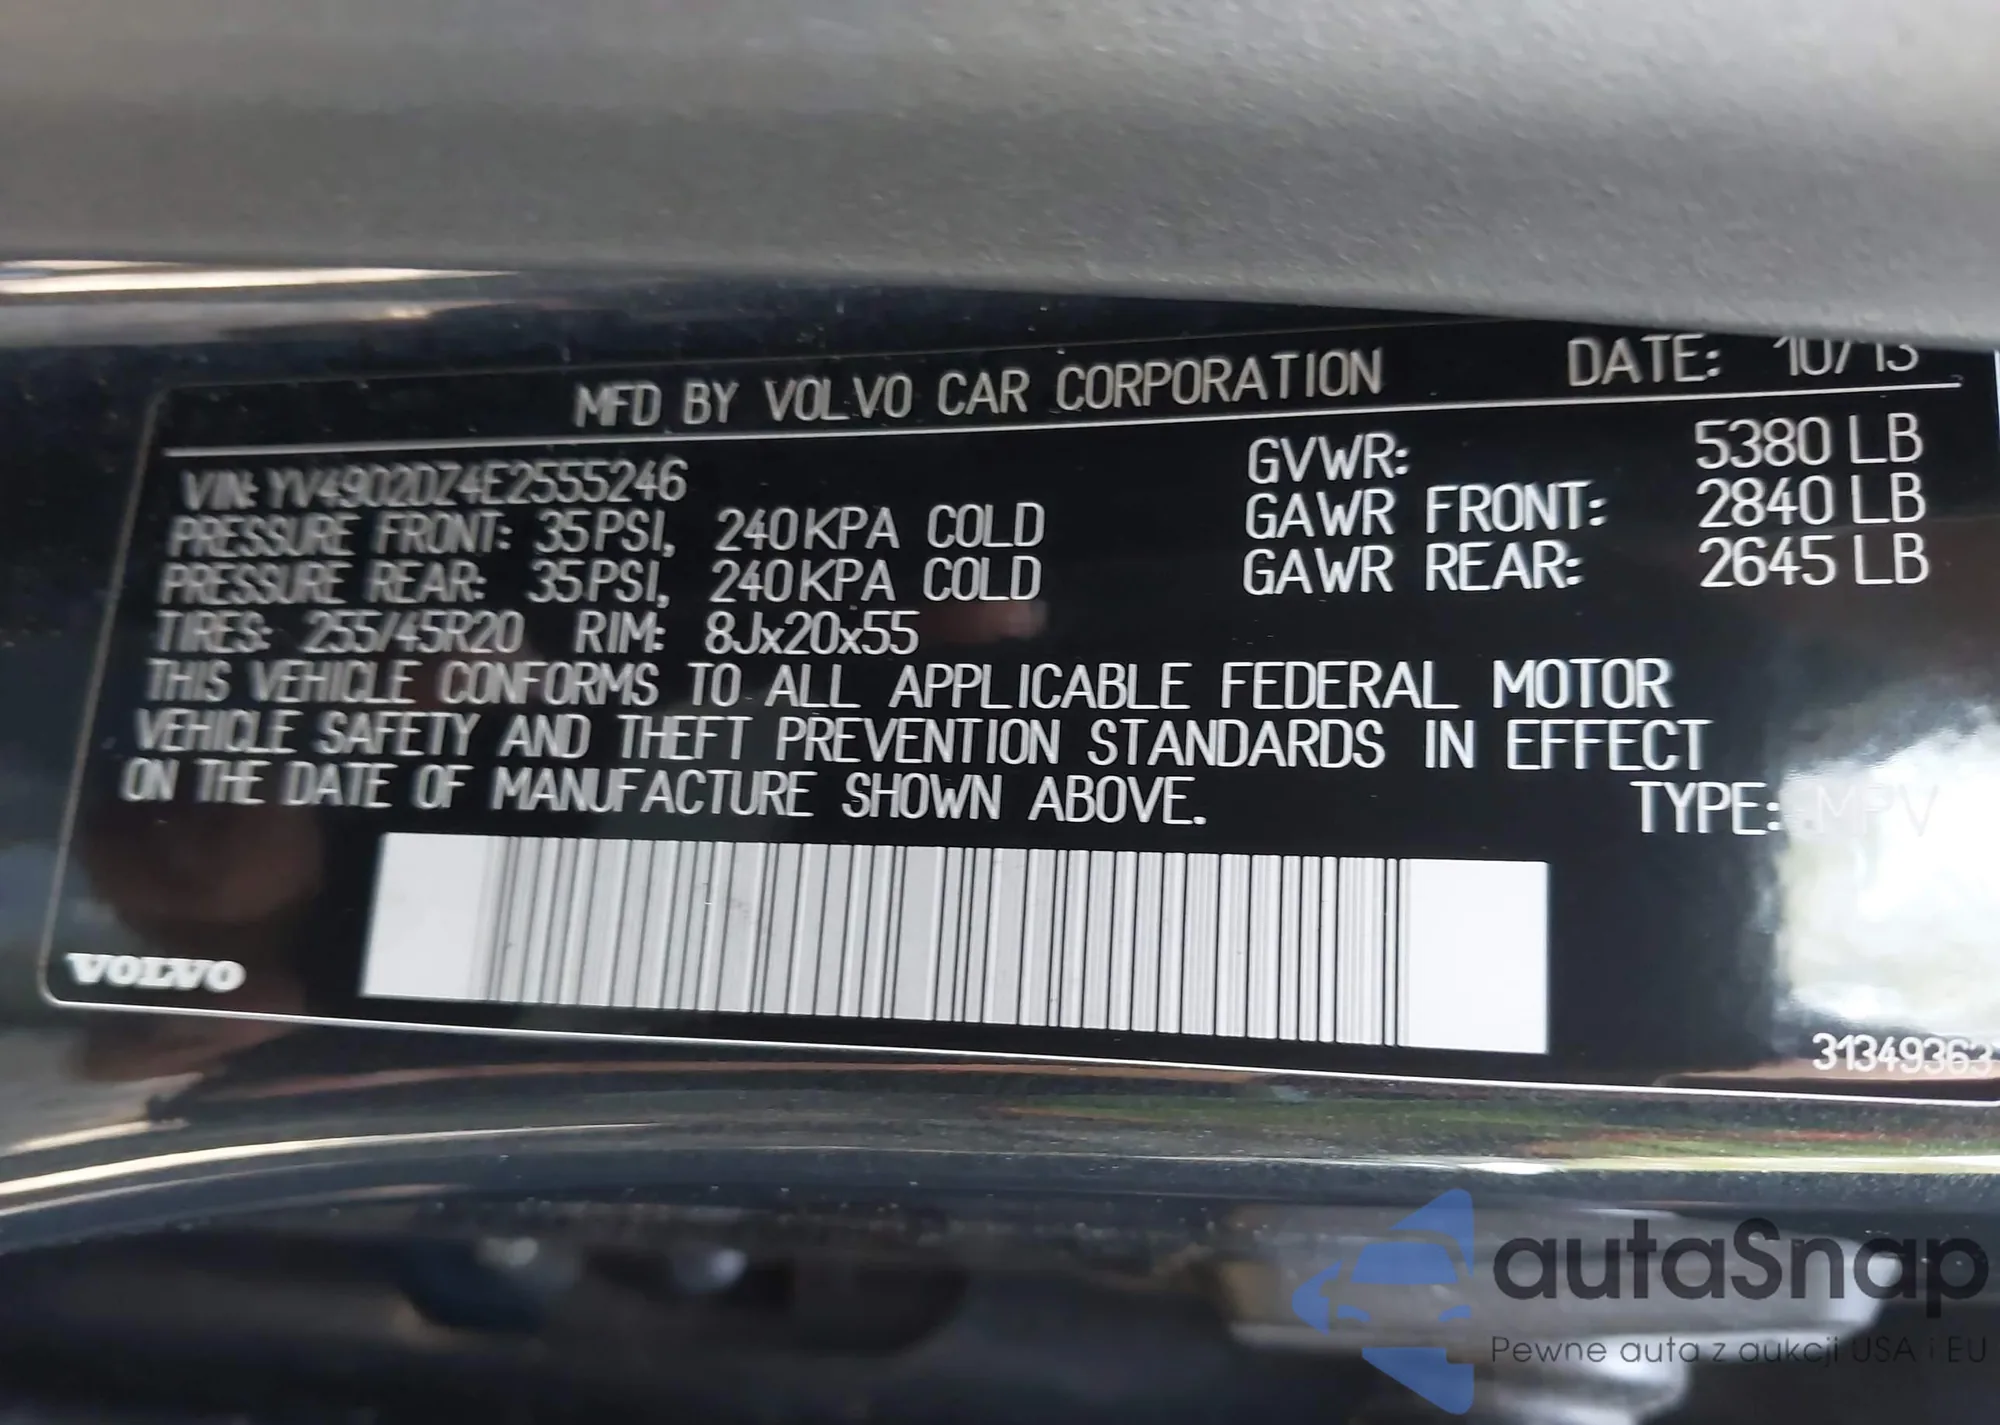 MFD BY VOLVO CAR CORPORATION DATE: 10/13
VIN: YV4902DZ4E2555246 GVWR: 5380 LB
PRESSURE FRONT: 35PSI, 240KPA COLD GAWR FRONT: 2840 LB
PRESSURE REAR: 35PSI, 240KPA COLD GAWR REAR: 2645 LB
TIRES: 255/45R20 RIM: 8Jx20x55
THIS VEHICLE CONFORMS TO ALL APPLICABLE FEDERAL MOTOR
VEHICLE SAFETY AND THEFT PREVENTION STANDARDS IN EFFECT
ON THE DATE OF MANUFACTURE SHOWN ABOVE.
TYPE: MPV
VOLVO
31349363
autaSnap
Pewne auta z aukcji USA i EU